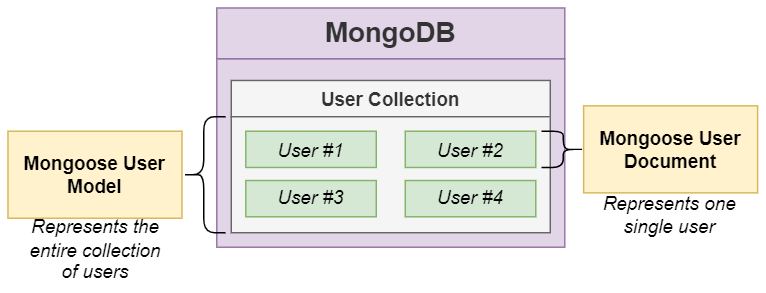 MongoDB
User Collection
Mongoose User
Model
Represents the
entire collection
of users
User #1
User #2
User #3
User #4
Mongoose User
Document
Represents one
single user